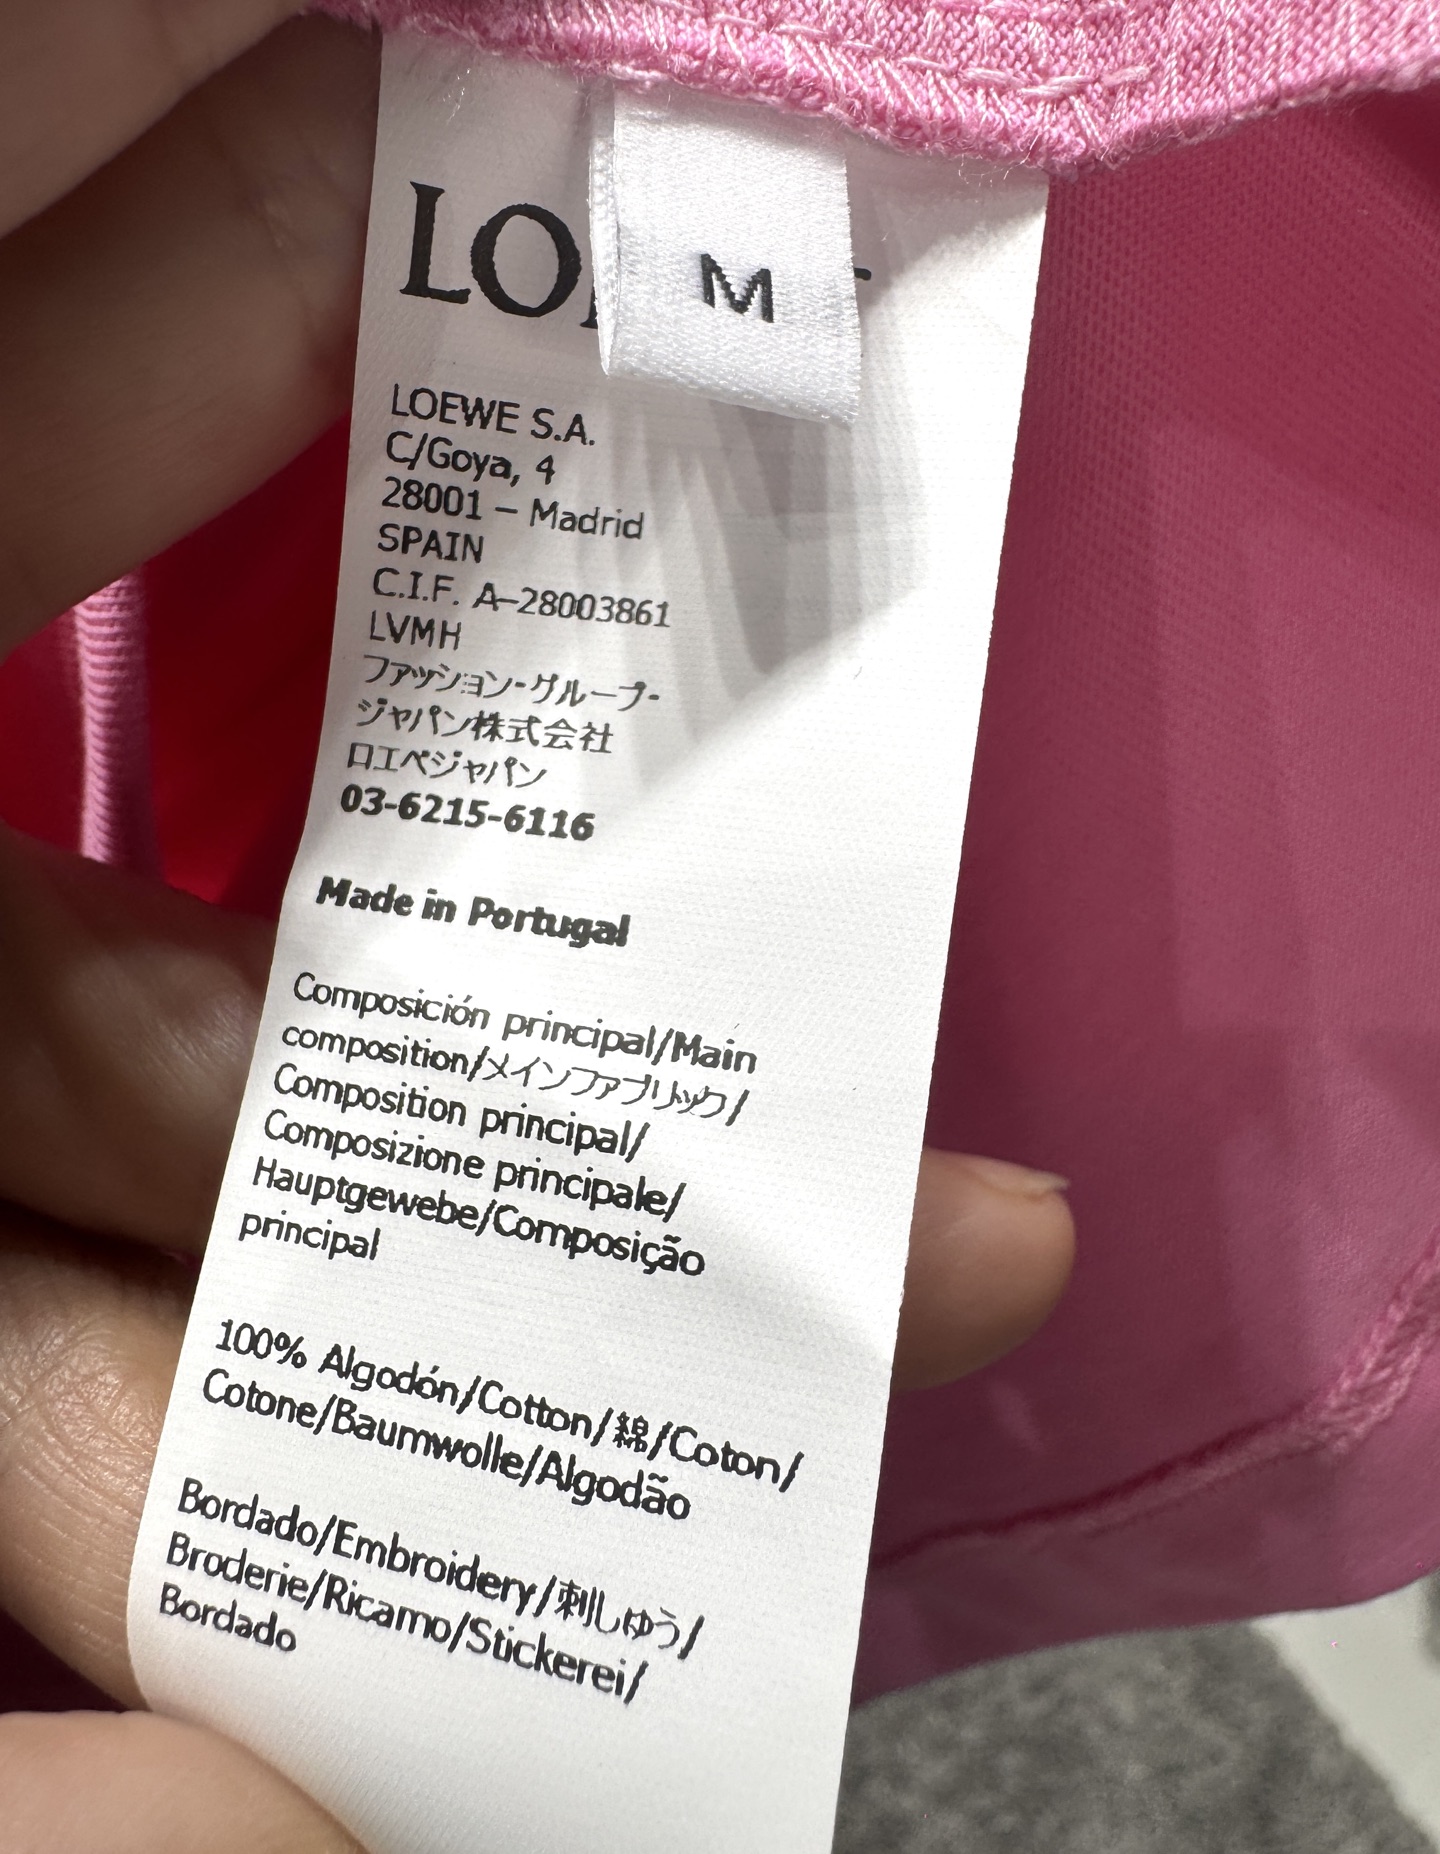 M
LOEWE S.A.
C/Goya, 4
28001 – Madrid
SPAIN
C.I.F. A–28003861
LVMH
ファッション・グループ・
ジャパン株式会社
ロエベジャパン
03-6215-6116
Made in Portugal
Composición principal/Main
composition/メインファブリック/
Composition principal/
Composizione principale/
Hauptgewebe/Composição
principal
100% Algodón/Cotton/綿/Coton/
Cotone/Baumwolle/Algodão
Bordado/Embroidery/刺しゅう/
Broderie/Ricamo/Stickerei/
Bordado